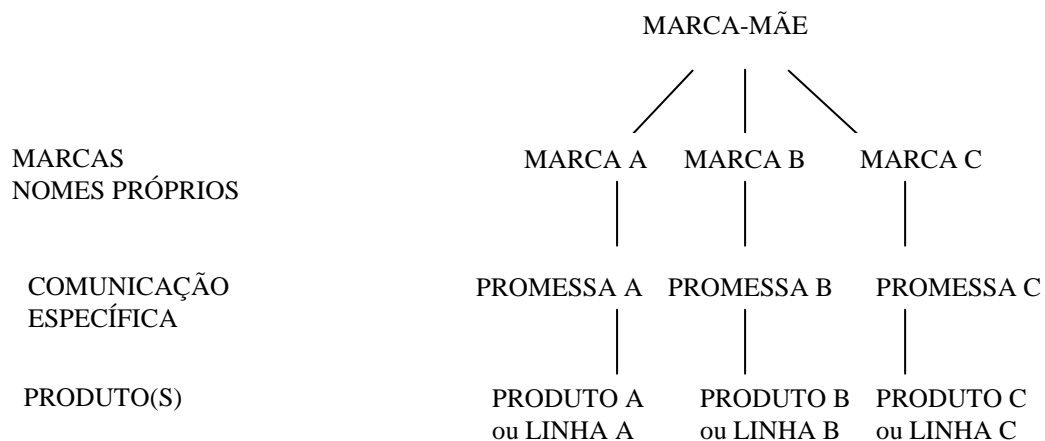 MARCA-MÃE
MARCAS
NOMES PRÓPRIOS
MARCA A MARCA B MARCA C
COMUNICAÇÃO
ESPECÍFICA
PROMESSA A PROMESSA B PROMESSA C
PRODUTO(S)
PRODUTO A PRODUTO B PRODUTO C
ou LINHA A ou LINHA B ou LINHA C